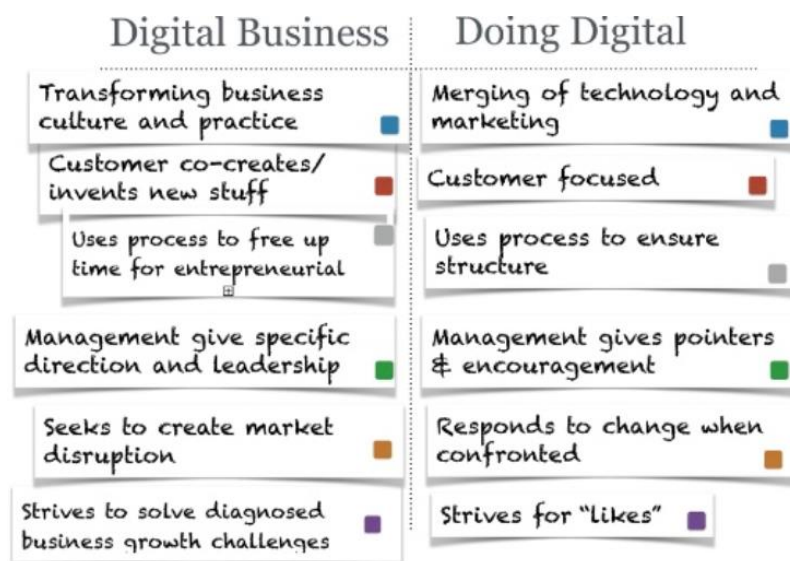 Digital Business
Doing Digital
Transforming business
culture and practice
Merging of technology and
marketing
Customer co-creates/
invents new stuff
Customer focused
Uses process to free up
time for entrepreneurial
Uses process to ensure
structure
Management give specific
direction and leadership
Management gives pointers
& encouragement
Seeks to create market
disruption
Responds to change when
confronted
Strives to solve diagnosed
business growth challenges
Strives for “likes”